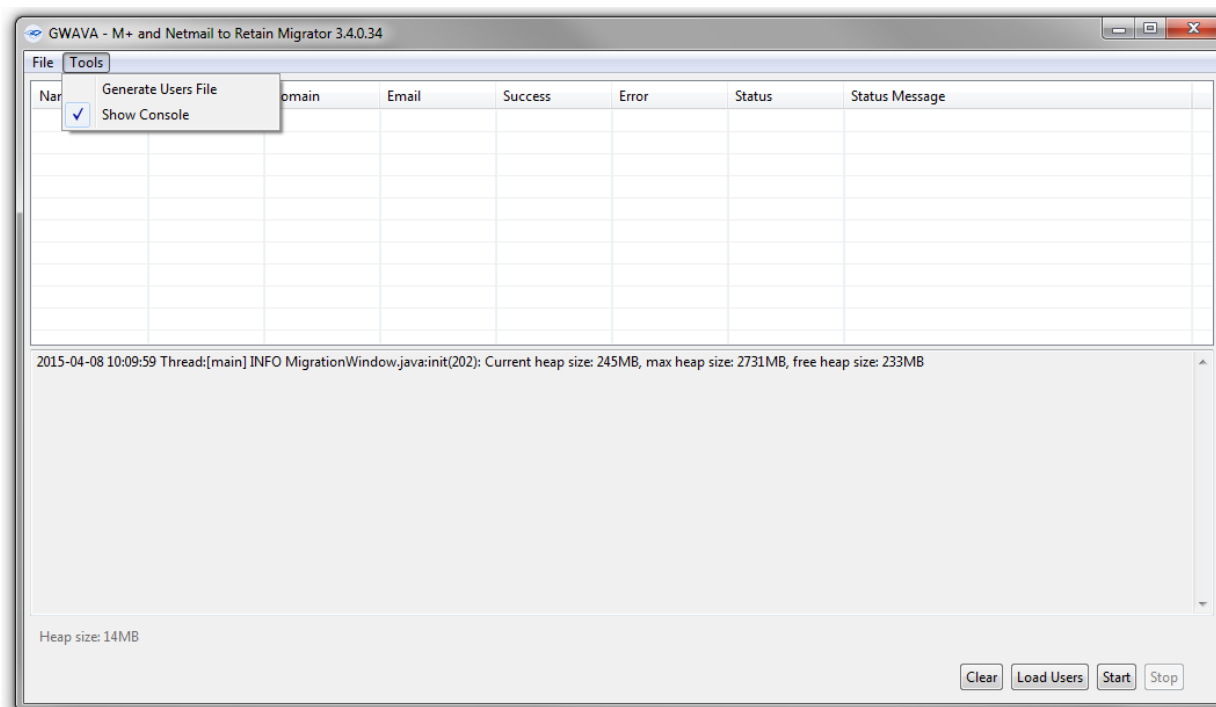 GWAVA - M+ and Netmail to Retain Migrator 3.4.0.34
File Tools
Generate Users File
Show Console
Nar omain Email Success Error Status Status Message
2015-04-08 10:09:59 Thread:[main] INFO MigrationWindow.java:init(202): Current heap size: 245MB, max heap size: 2731MB, free heap size: 233MB
Heap size: 14MB
Clear Load Users Start Stop